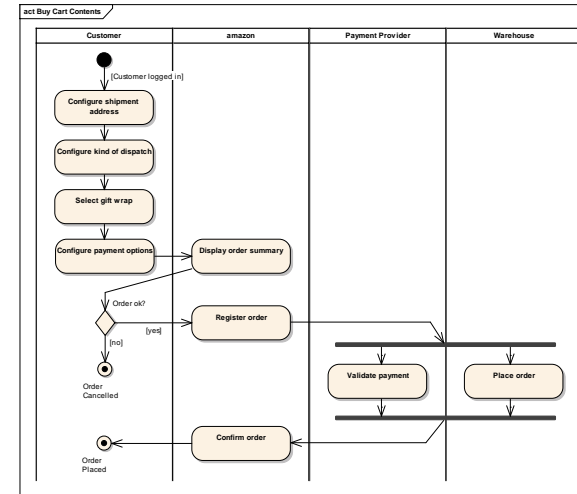 act Buy Cart Contents
Customer
amazon
Payment Provider
Warehouse
[Customer logged in]
Configure shipment
address
Configure kind of dispatch
Select gift wrap
Configure payment options
Display order summary
Order ok?
[yes]
Register order
[no]
Order
Cancelled
Validate payment
Place order
Confirm order
Order
Placed